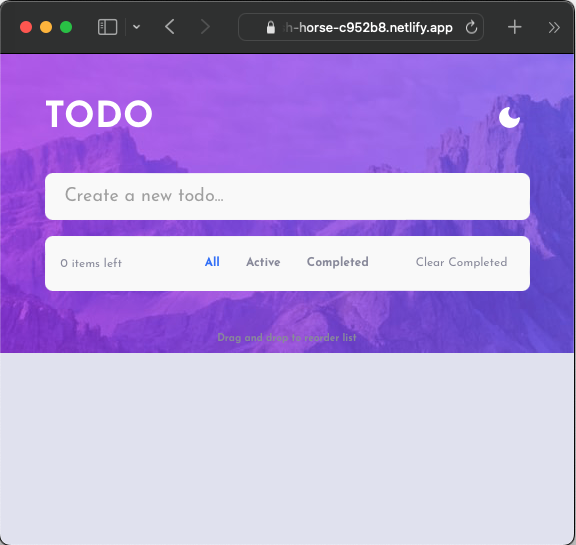 h-horse-c952b8.netlify.app
TODO
Create a new todo...
0 items left All Active Completed Clear Completed
Drag and drop to reorder list